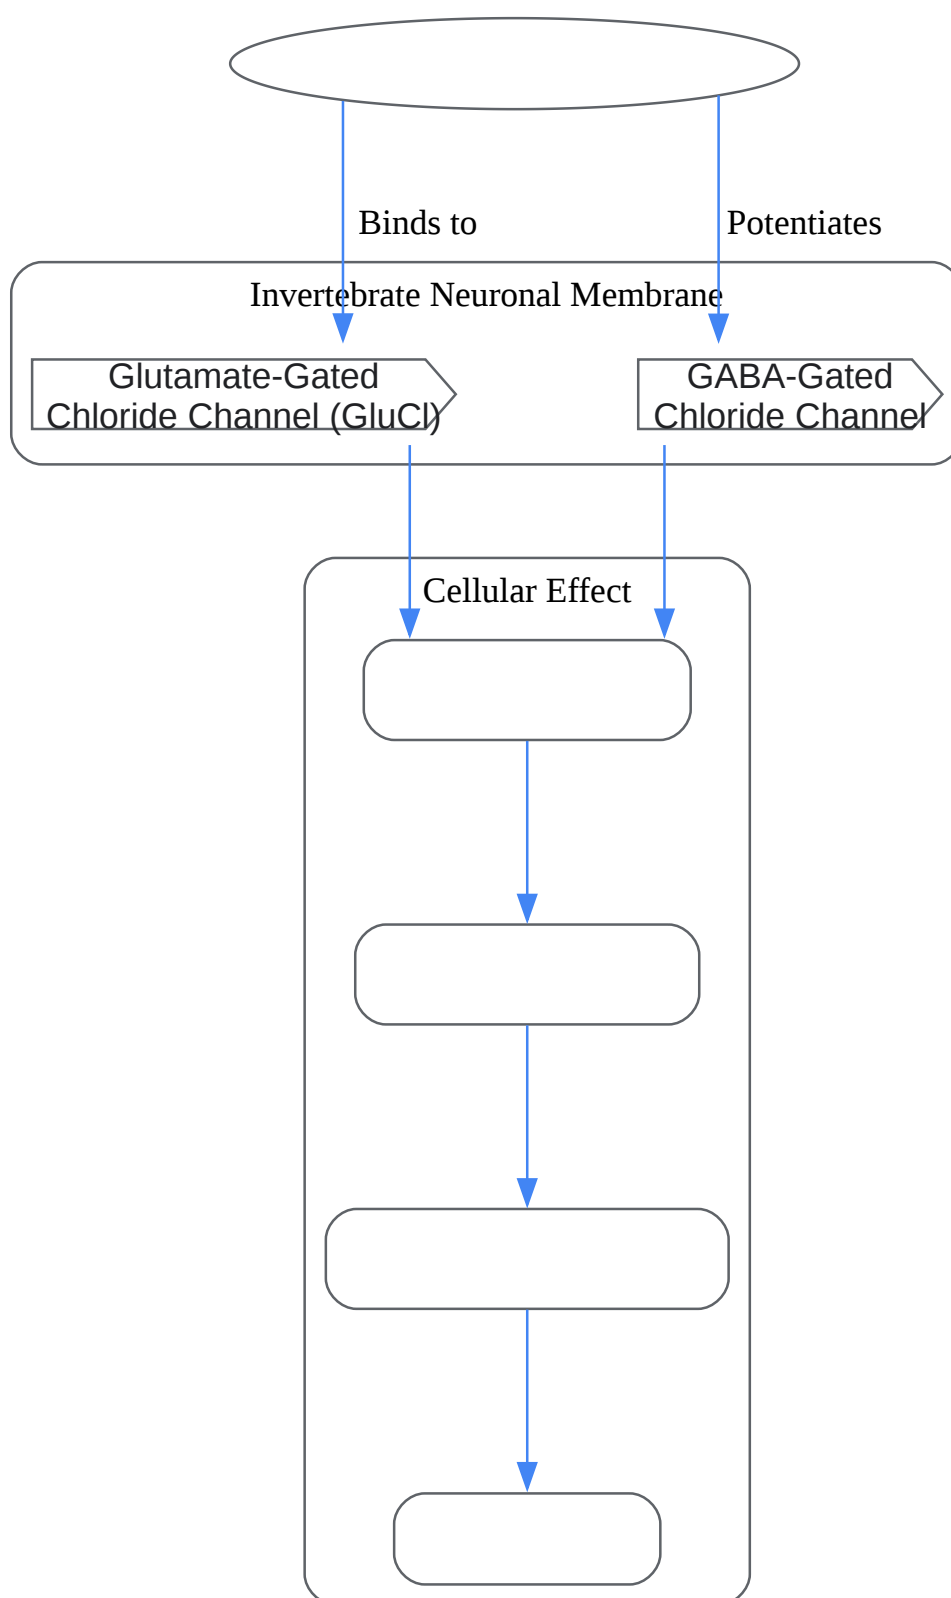 Binds to
Potentiates
Invertebrate Neuronal Membrane
Glutamate-Gated
Chloride Channel (GluCl)
GABA-Gated
Chloride Channel
Cellular Effect